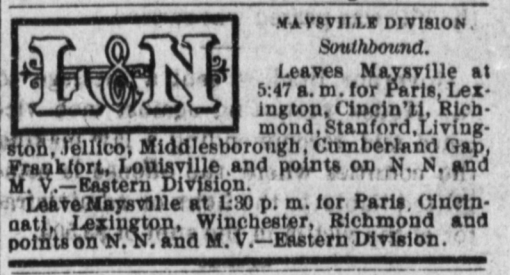 L & N
MAYSVILLE DIVISION.
Southbound.
Leaves Maysville at
5:47 a. m. for Paris, Lex-
ington, Cincin'ti, Rich-
mond, Stanford, Living-
ston, Jellico, Middlesborough, Cumberland Gap,
Frankfort, Louisville and points on N. N. and
M. V.—Eastern Division.
Leave Maysville at 1:30 p. m. for Paris, Cincin-
nati, Lexington, Winchester, Richmond and
points on N. N. and M. V.—Eastern Division.